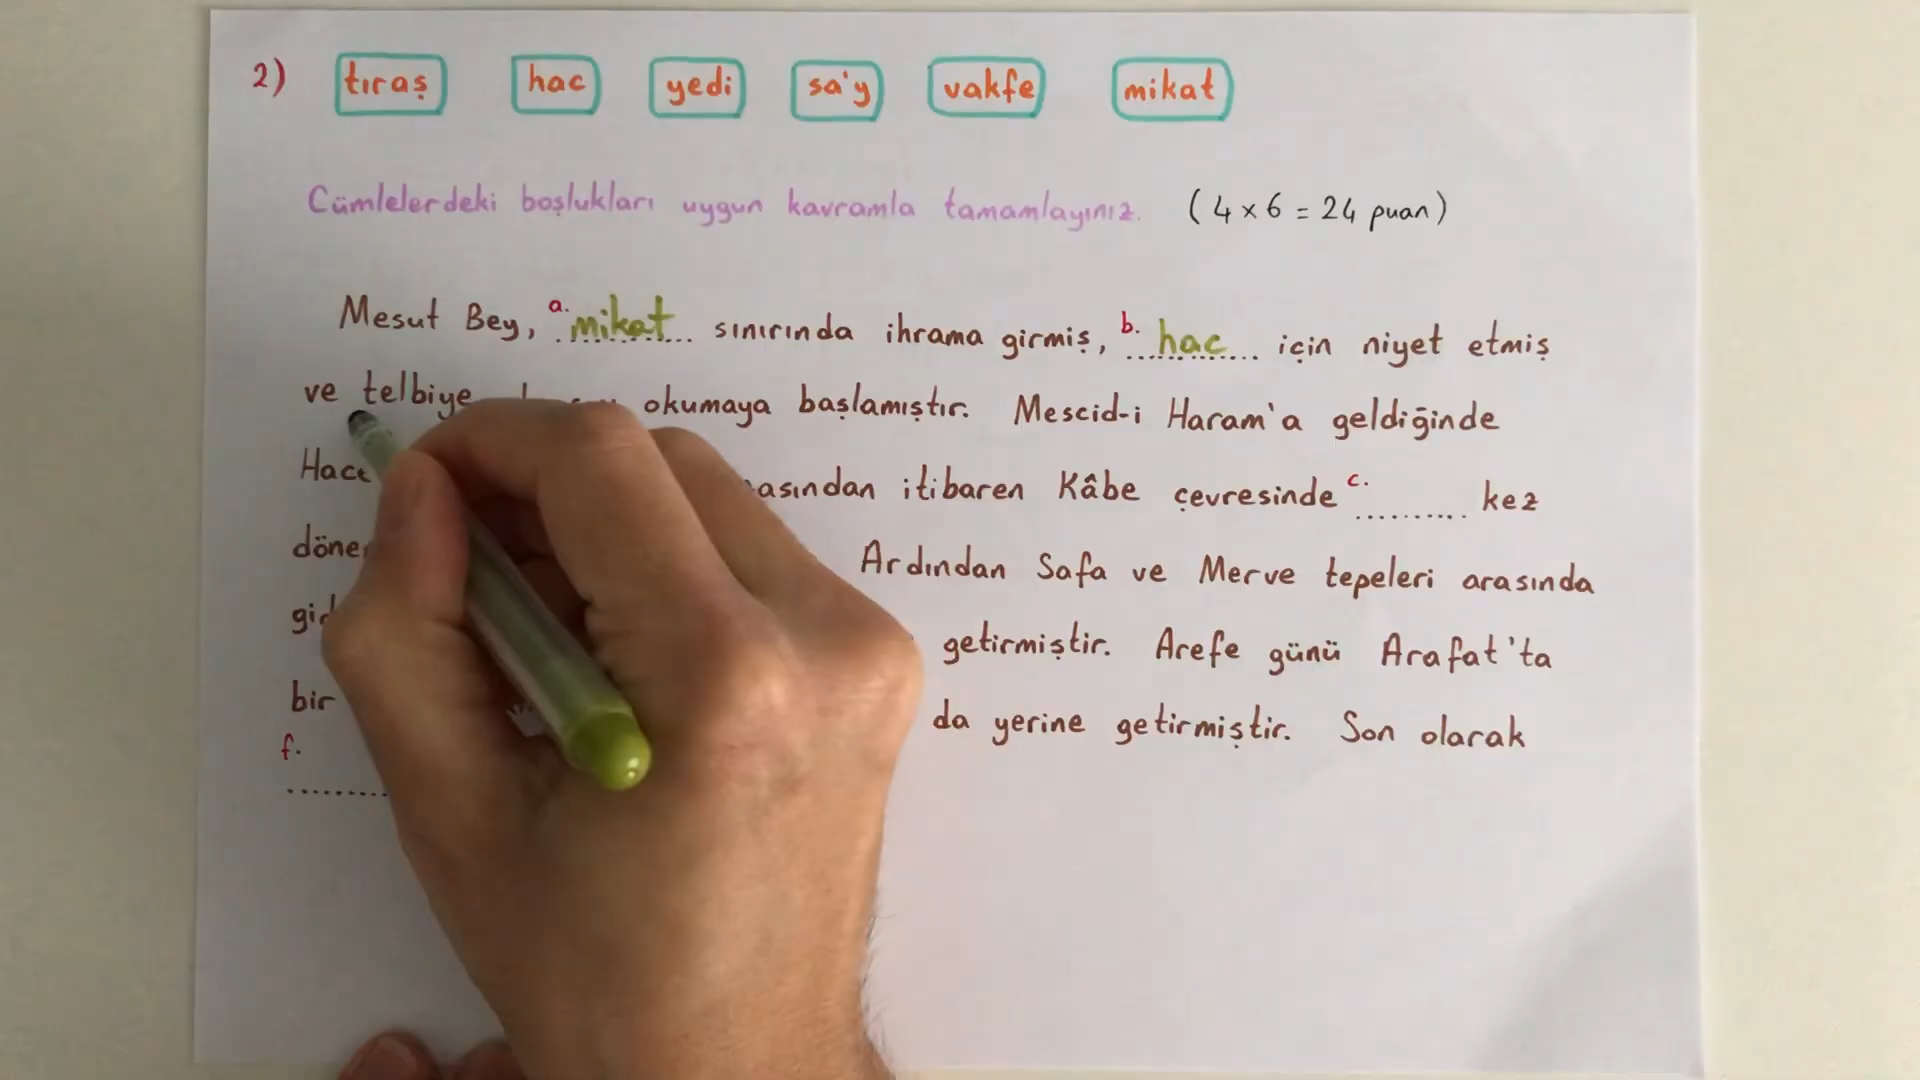 2) tıraş hac yedi sa'y vakfe mikat
Cümlelerdeki boşlukları uygun kavramla tamamlayınız. (4 x 6 = 24 puan)
Mesut Bey, a. mikat sınırında ihrama girmiş, b. hac için niyet etmiş
ve telbiye okumaya başlamıştır. Mescid-i Haram'a geldiğinde
itibaren Kâbe çevresinde c. ......... kez
Ardından Safa ve Merve tepeleri arasında
getirmiştir. Arefe günü Arafat'ta
bir da yerine getirmiştir. Son olarak
f. .......